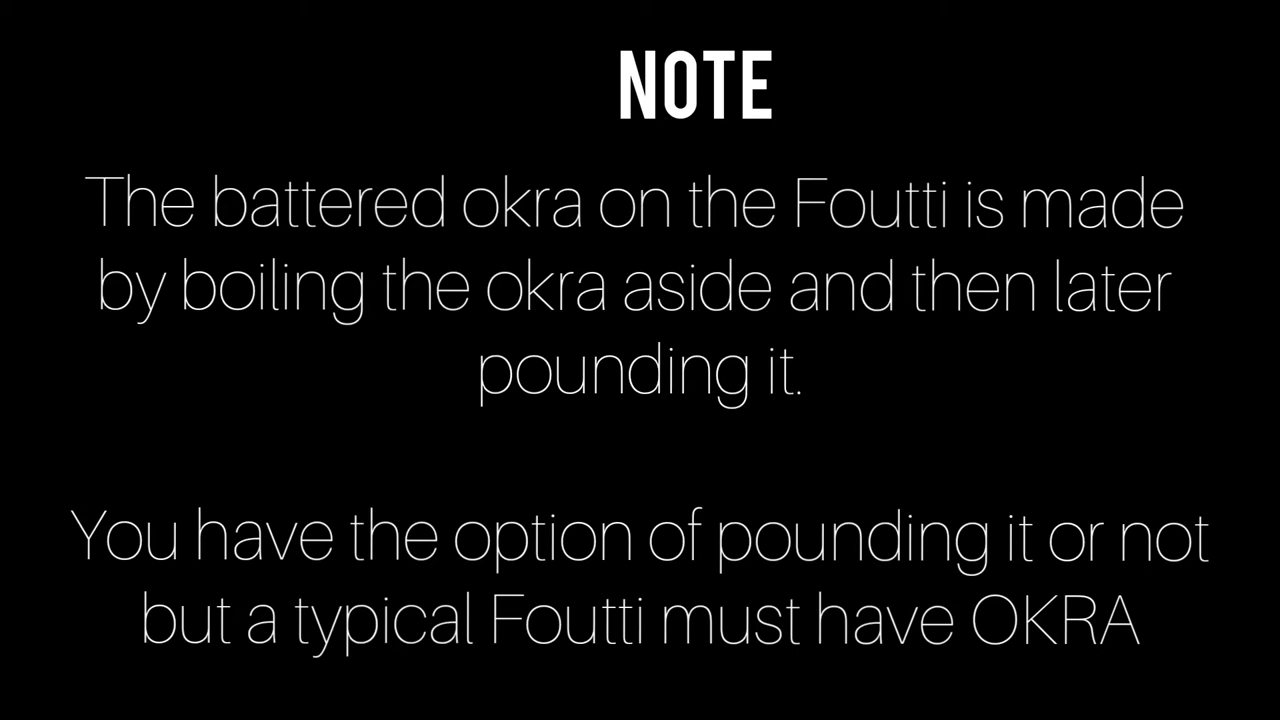 NOTE
The battered okra on the Foutti is made
by boiling the okra aside and then later
pounding it.
You have the option of pounding it or not
but a typical Foutti must have OKRA